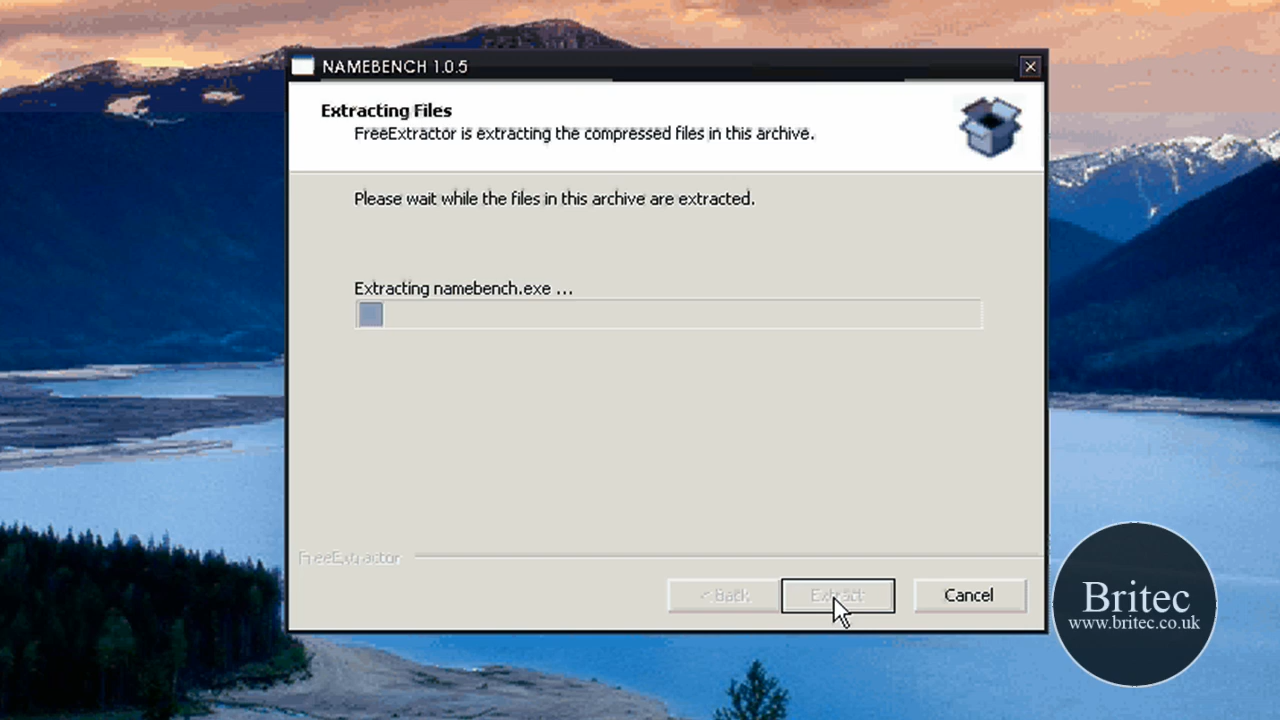 NAMEBENCH 1.0.5
Extracting Files
FreeExtractor is extracting the compressed files in this archive.
Please wait while the files in this archive are extracted.
Extracting namebench.exe ...
FreeExtractor
< Back
Extract
Cancel
Britec
www.britec.co.uk